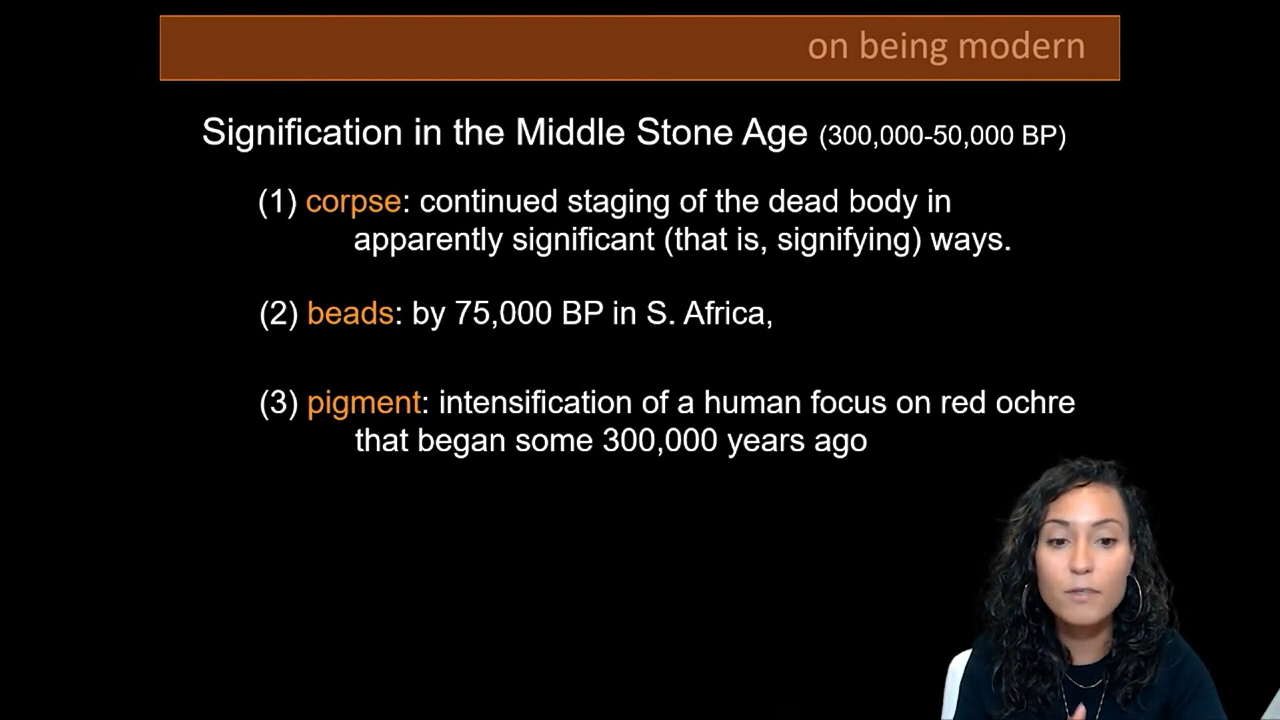 on being modern
Signification in the Middle Stone Age (300,000-50,000 BP)
(1) corpse: continued staging of the dead body in
apparently significant (that is, signifying) ways.
(2) beads: by 75,000 BP in S. Africa,
(3) pigment: intensification of a human focus on red ochre
that began some 300,000 years ago